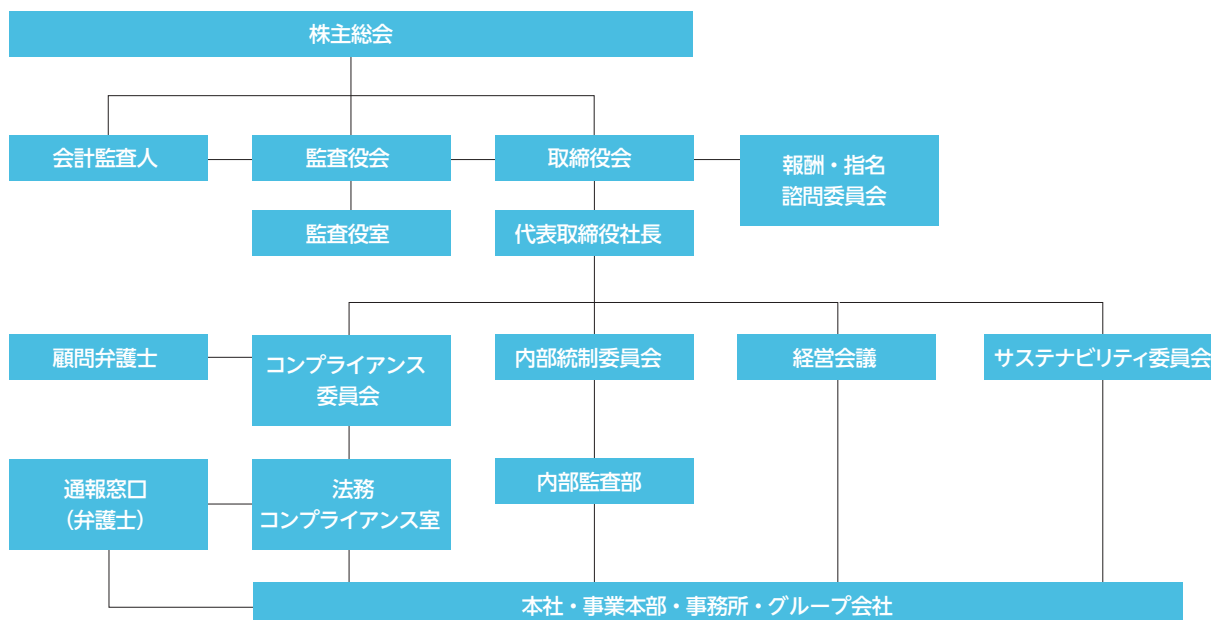 株主総会
会計監査人
監査役会
取締役会
報酬・指名
諮問委員会
監査役室
代表取締役社長
顧問弁護士
コンプライアンス
委員会
内部統制委員会
経営会議
サステナビリティ委員会
通報窓口
（弁護士）
法務
コンプライアンス室
内部監査部
本社・事業本部・事務所・グループ会社